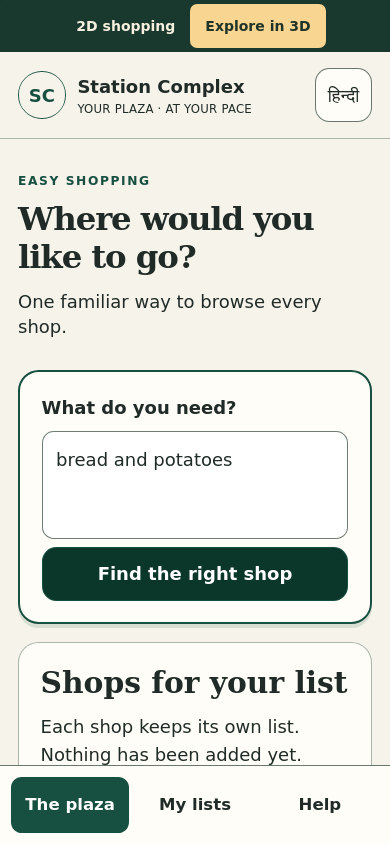 2D shopping
Explore in 3D
SC
Station Complex
YOUR PLAZA · AT YOUR PACE
हिन्दी
EASY SHOPPING
Where would you
like to go?
One familiar way to browse every
shop.
What do you need?
bread and potatoes
Find the right shop
Shops for your list
Each shop keeps its own list.
Nothing has been added yet.
The plaza
My lists
Help